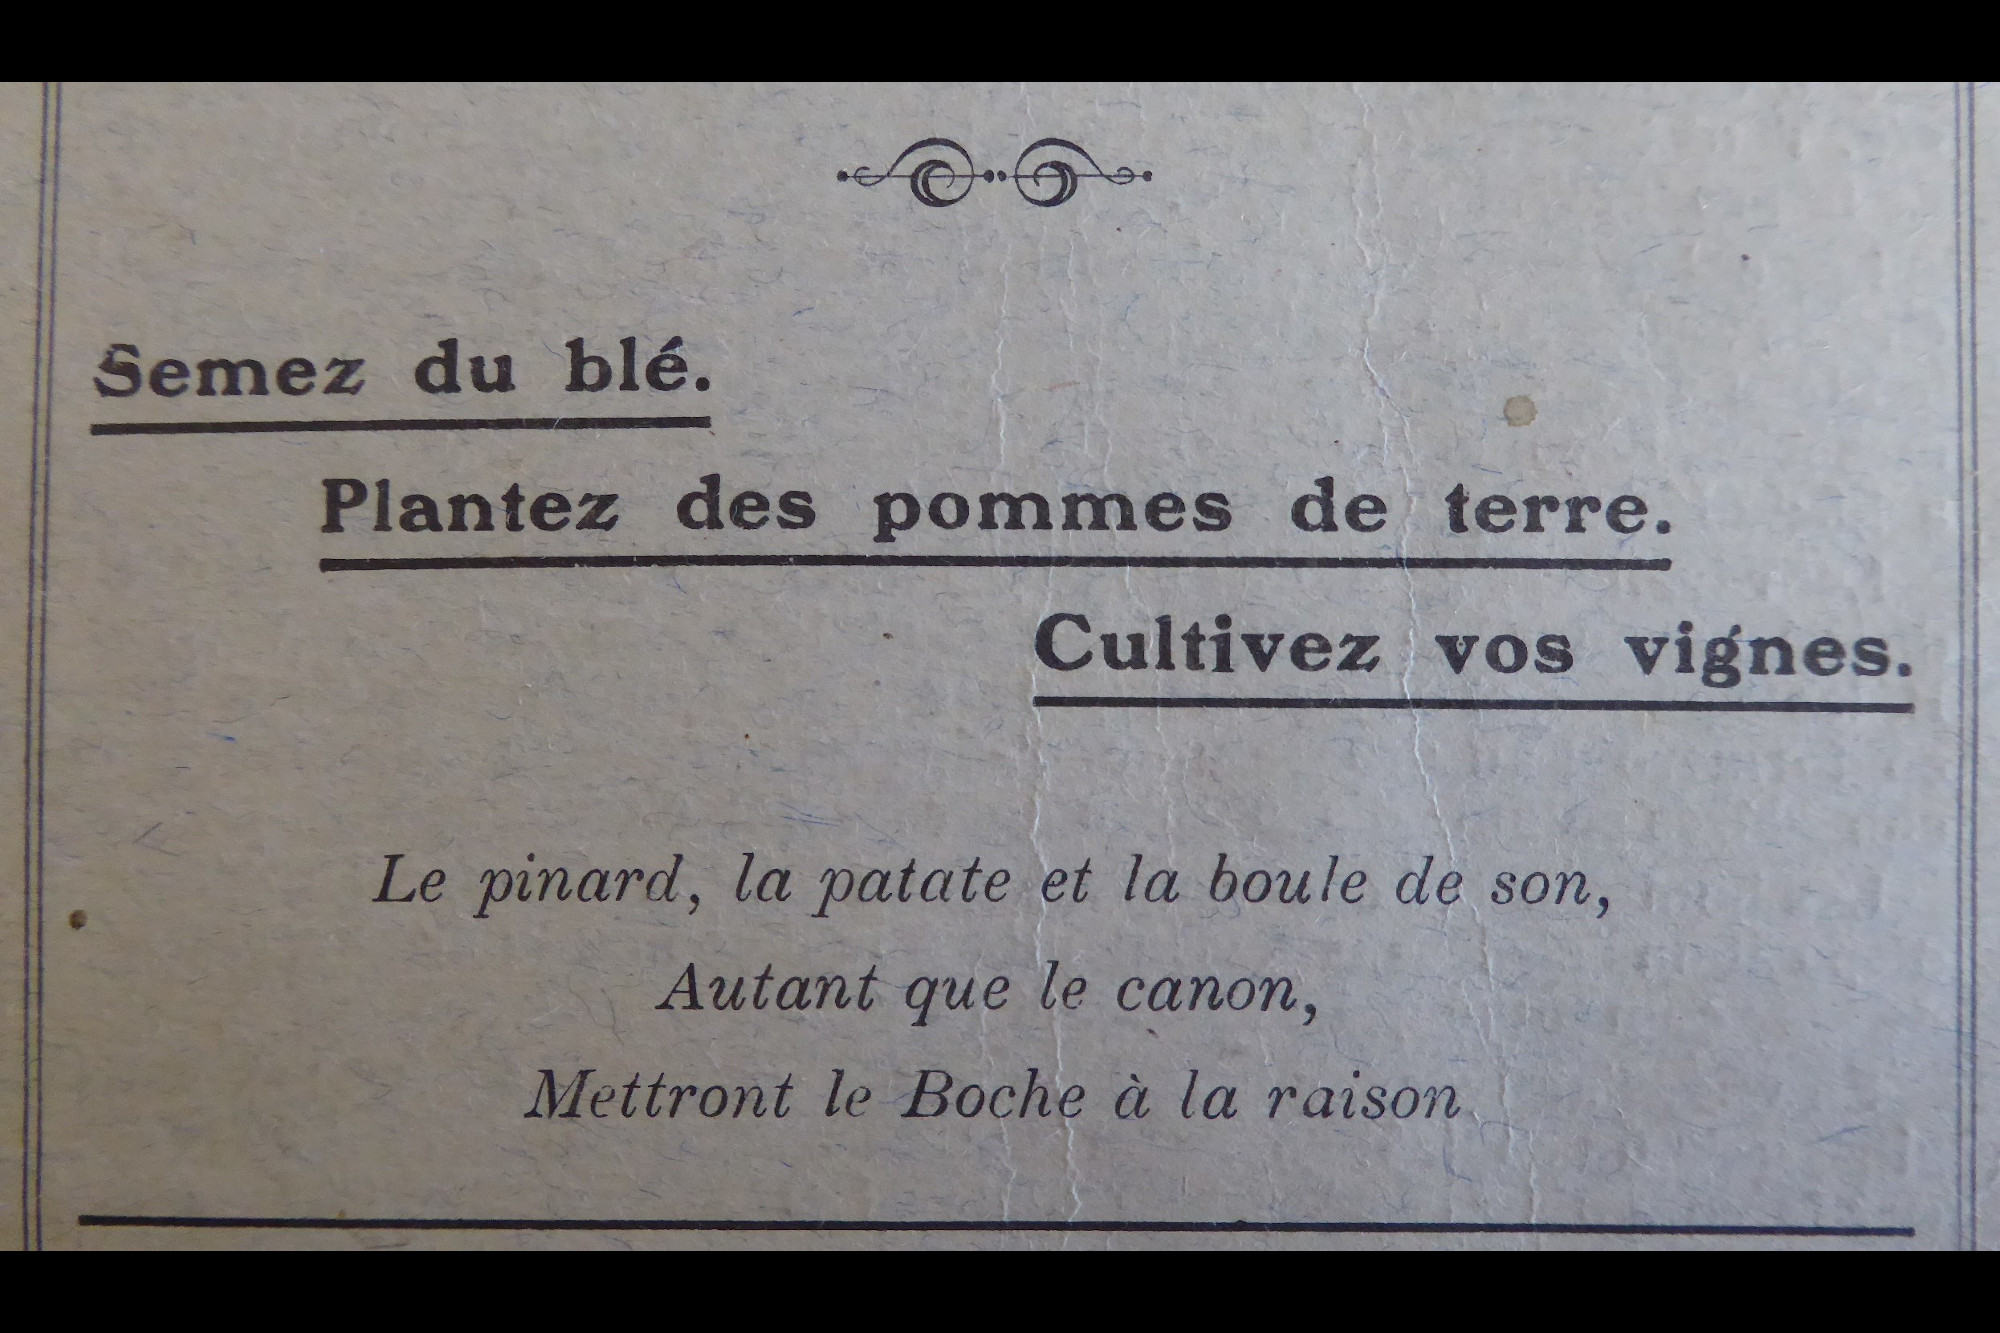 Semez du blé.
Plantez des pommes de terre.
Cultivez vos vignes.
Le pinard, la patate et la boule de son,
Autant que le canon,
Mettront le Boche à la raison